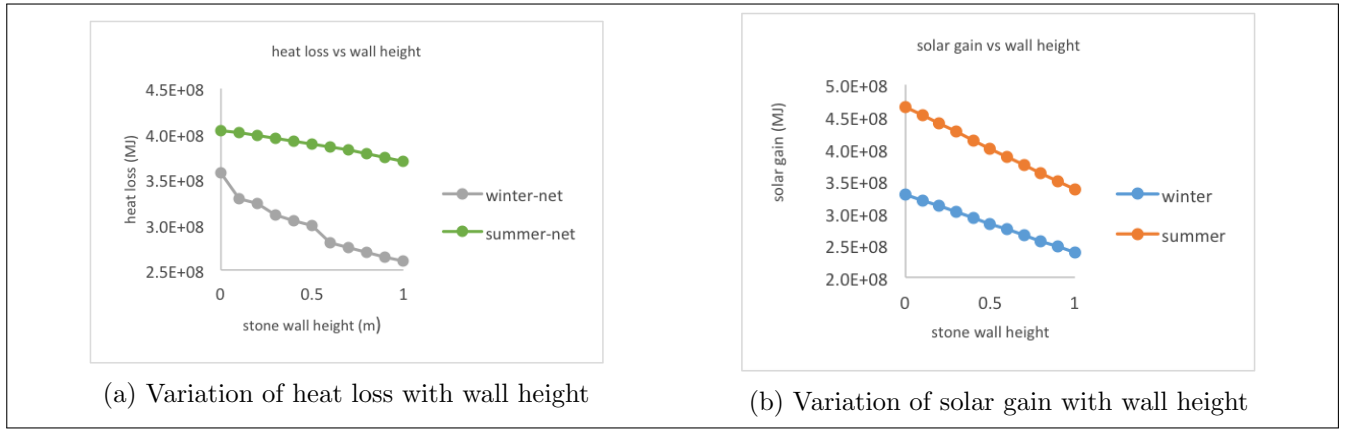 heat loss vs wall height
4.5E+08
4.0E+08
3.5E+08
3.0E+08
2.5E+08
heat loss (MJ)
0 0.5 1
stone wall height (m)
winter-net
summer-net
(a) Variation of heat loss with wall height
solar gain vs wall height
5.0E+08
4.5E+08
4.0E+08
3.5E+08
3.0E+08
2.5E+08
2.0E+08
solar gain (MJ)
0 0.5 1
stone wall height
winter
summer
(b) Variation of solar gain with wall height